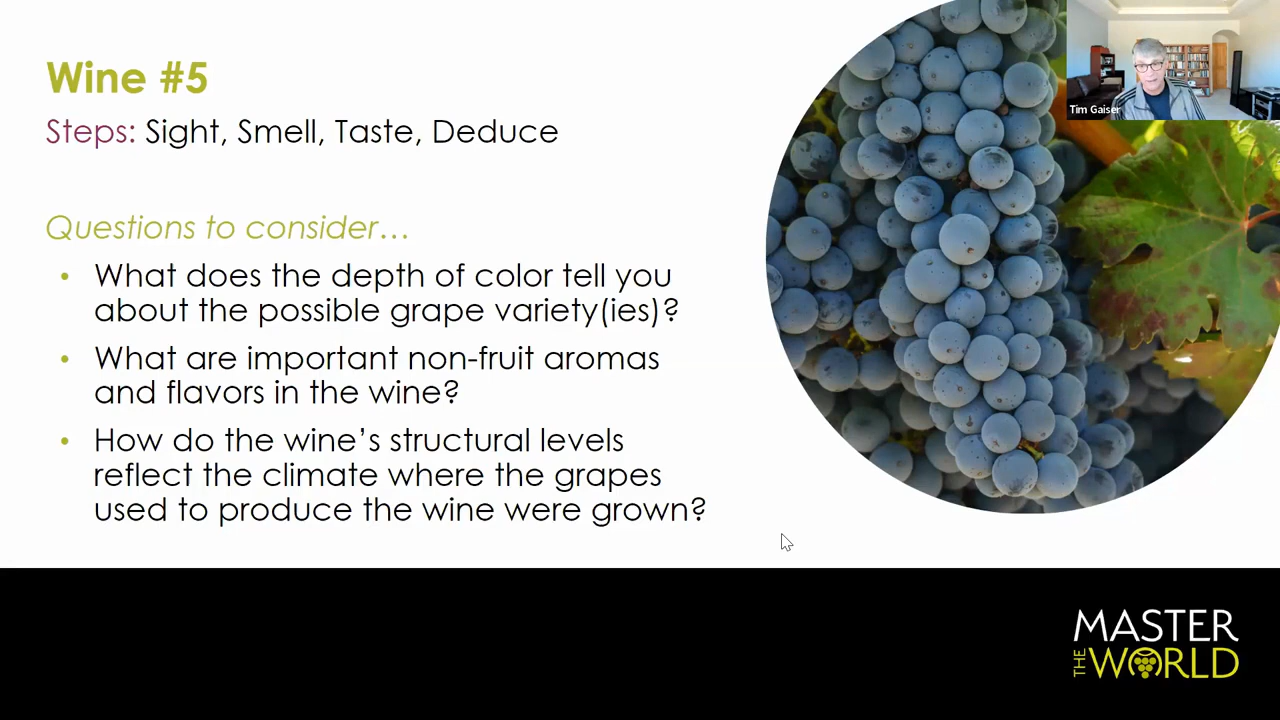 Wine #5
Steps: Sight, Smell, Taste, Deduce
Questions to consider…
• What does the depth of color tell you
about the possible grape variety(ies)?
• What are important non-fruit aromas
and flavors in the wine?
• How do the wine’s structural levels
reflect the climate where the grapes
used to produce the wine were grown?
Tim Gaiser
MASTER
THE WORLD